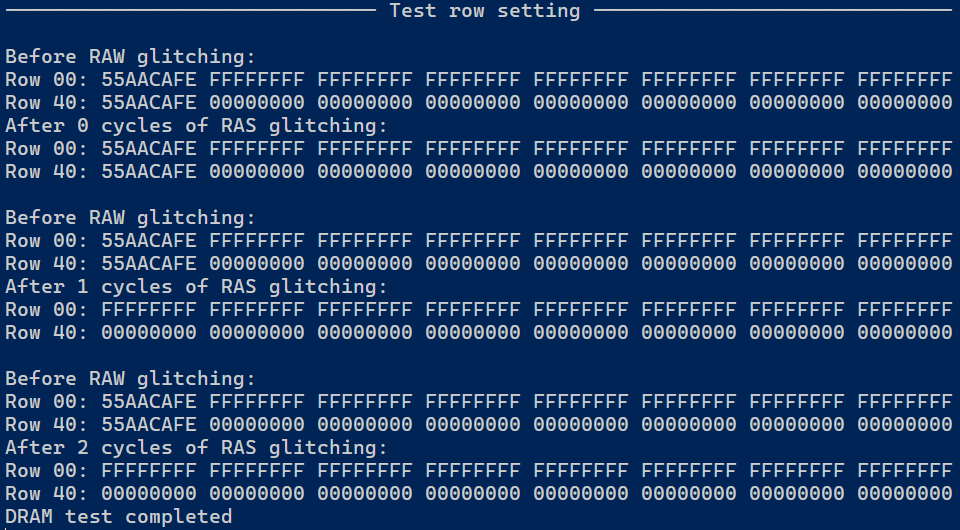 Test row setting
Before RAW glitching:
Row 00: 55AACAFE FFFFFFFF FFFFFFFF FFFFFFFF FFFFFFFF FFFFFFFF FFFFFFFF FFFFFFFF
Row 40: 55AACAFE 00000000 00000000 00000000 00000000 00000000 00000000 00000000
After 0 cycles of RAS glitching:
Row 00: 55AACAFE FFFFFFFF FFFFFFFF FFFFFFFF FFFFFFFF FFFFFFFF FFFFFFFF FFFFFFFF
Row 40: 55AACAFE 00000000 00000000 00000000 00000000 00000000 00000000 00000000
Before RAW glitching:
Row 00: 55AACAFE FFFFFFFF FFFFFFFF FFFFFFFF FFFFFFFF FFFFFFFF FFFFFFFF FFFFFFFF
Row 40: 55AACAFE 00000000 00000000 00000000 00000000 00000000 00000000 00000000
After 1 cycles of RAS glitching:
Row 00: FFFFFFFF FFFFFFFF FFFFFFFF FFFFFFFF FFFFFFFF FFFFFFFF FFFFFFFF FFFFFFFF
Row 40: 00000000 00000000 00000000 00000000 00000000 00000000 00000000 00000000
Before RAW glitching:
Row 00: 55AACAFE FFFFFFFF FFFFFFFF FFFFFFFF FFFFFFFF FFFFFFFF FFFFFFFF FFFFFFFF
Row 40: 55AACAFE 00000000 00000000 00000000 00000000 00000000 00000000 00000000
After 2 cycles of RAS glitching:
Row 00: FFFFFFFF FFFFFFFF FFFFFFFF FFFFFFFF FFFFFFFF FFFFFFFF FFFFFFFF FFFFFFFF
Row 40: 00000000 00000000 00000000 00000000 00000000 00000000 00000000 00000000
DRAM test completed